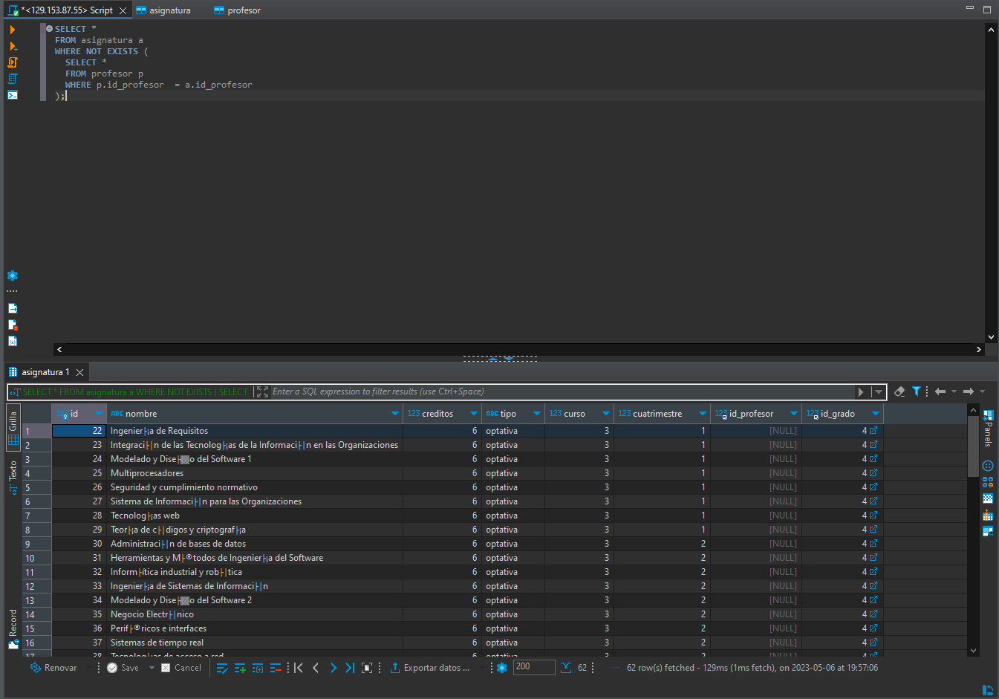 *<129.153.87.55> Script asignatura profesor
SELECT *
FROM asignatura a
WHERE NOT EXISTS (
SELECT *
FROM profesor p
WHERE p.id_profesor = a.id_profesor
);
asignatura 1
SELECT * FROM asignatura a WHERE NOT EXISTS ( SELECT Enter a SQL expression to filter results (use Ctrl+Space)
Grilla
Texto
Record
Panels
123 id ABC nombre 123 creditos ABC tipo 123 curso 123 cuatrimestre 123 id_profesor 123 id_grado
1 22 Ingenier├¡a de Requisitos 6 optativa 3 1 [NULL] 4
2 23 Integraci├│n de las Tecnolog├¡as de la Informaci├│n en las Organizaciones 6 optativa 3 1 [NULL] 4
3 24 Modelado y Dise├▒o del Software 1 6 optativa 3 1 [NULL] 4
4 25 Multiprocesadores 6 optativa 3 1 [NULL] 4
5 26 Seguridad y cumplimiento normativo 6 optativa 3 1 [NULL] 4
6 27 Sistema de Informaci├│n para las Organizaciones 6 optativa 3 1 [NULL] 4
7 28 Tecnolog├¡as web 6 optativa 3 1 [NULL] 4
8 29 Teor├¡a de c├│digos y criptograf├¡a 6 optativa 3 1 [NULL] 4
9 30 Administraci├│n de bases de datos 6 optativa 3 2 [NULL] 4
10 31 Herramientas y M├®todos de Ingenier├¡a del Software 6 optativa 3 2 [NULL] 4
11 32 Inform├ítica industrial y rob├│tica 6 optativa 3 2 [NULL] 4
12 33 Ingenier├¡a de Sistemas de Informaci├│n 6 optativa 3 2 [NULL] 4
13 34 Modelado y Dise├▒o del Software 2 6 optativa 3 2 [NULL] 4
14 35 Negocio Electr├│nico 6 optativa 3 2 [NULL] 4
15 36 Perif├®ricos e interfaces 6 optativa 3 2 [NULL] 4
16 37 Sistemas de tiempo real 6 optativa 3 2 [NULL] 4
17 38 Tecnolog├¡as de acceso a red 6 optativa 3 2 [NULL] 4
Renovar Save Cancel Exportar datos ... 200 62 62 row(s) fetched - 129ms (1ms fetch), on 2023-05-06 at 19:57:06